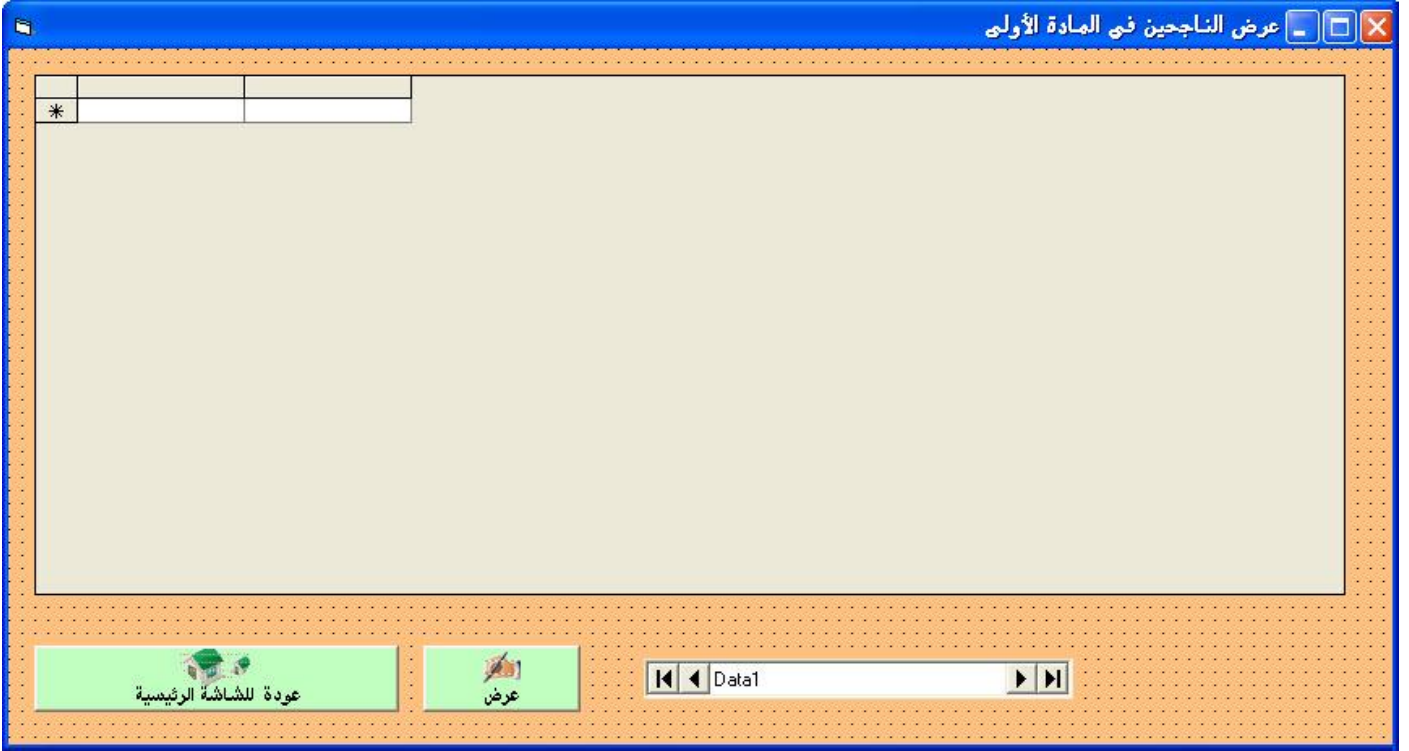 عرض الناجحين في المادة الأولى
عودة للشاشة الرئيسية
عرض
Data1